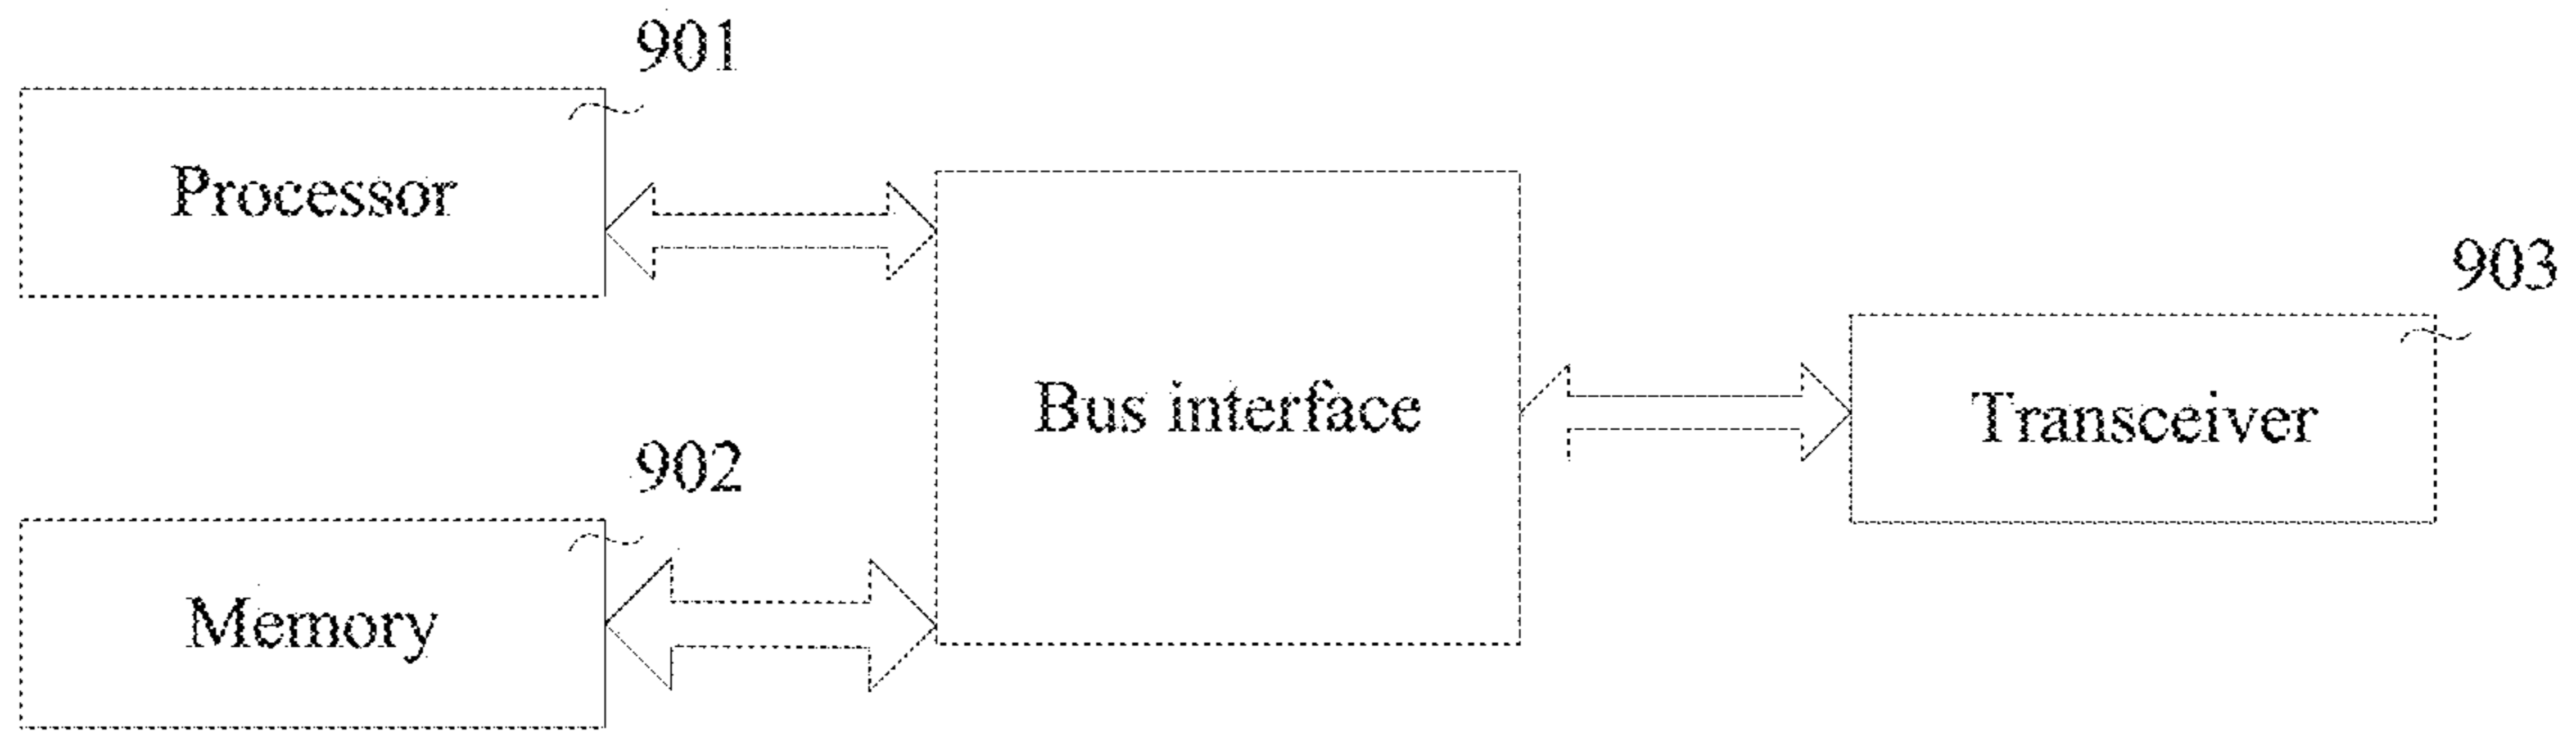 901
Processor
903
Bus interface
Transceiver
902
Memory